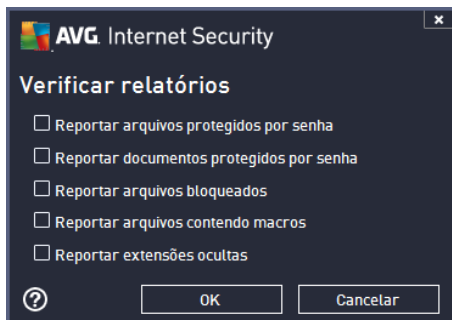 AVG. Internet Security
Verificar relatórios
Reportar arquivos protegidos por senha
Reportar documentos protegidos por senha
Reportar arquivos bloqueados
Reportar arquivos contendo macros
Reportar extensões ocultas
? OK Cancelar